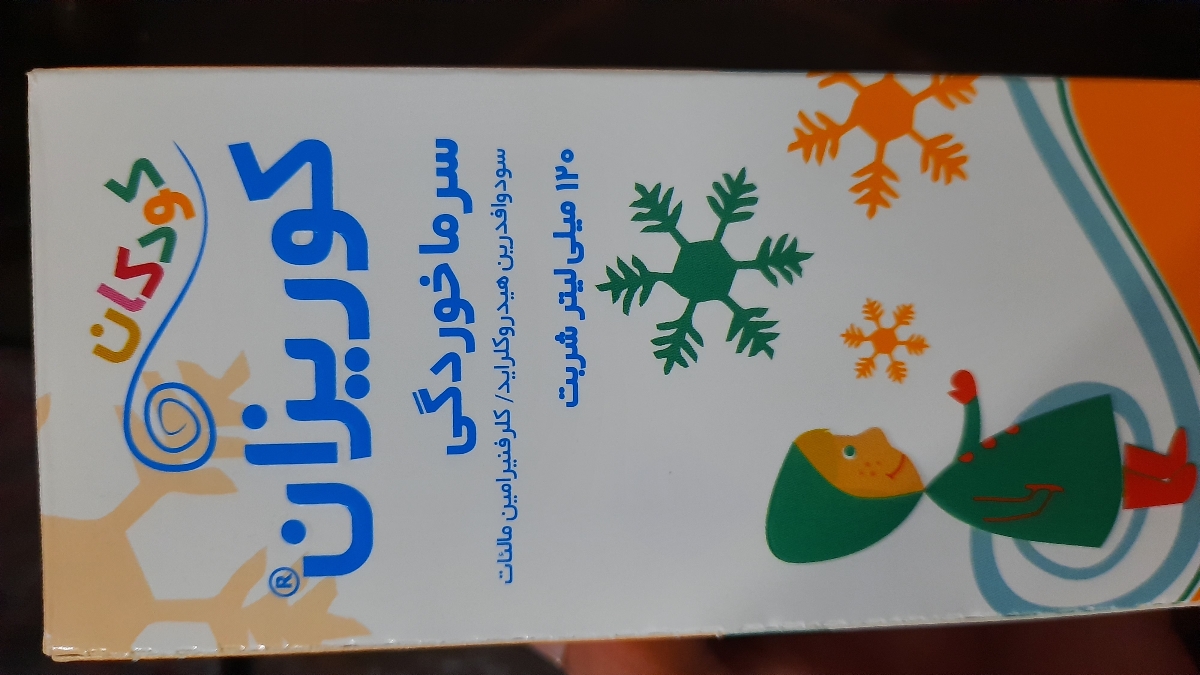 کودکان
کوریزان®
سرماخوردگی
سودوافدرین هیدروکلراید/ کلرفنیرامین مالئات
۱۲۰ میلی لیتر شربت